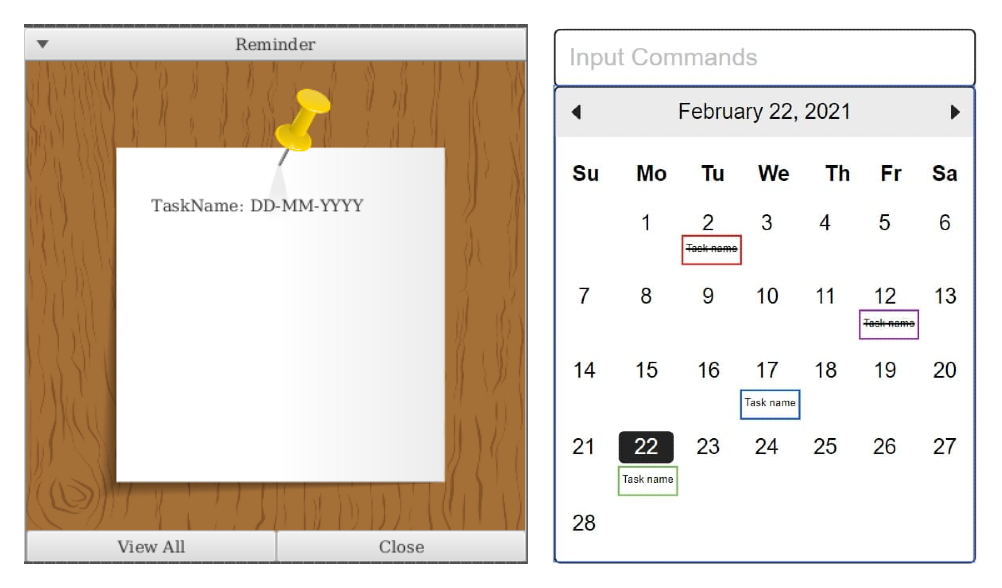 Reminder
TaskName: DD-MM-YYYY
View All
Close
Input Commands
February 22, 2021
Su Mo Tu We Th Fr Sa
1 2 3 4 5 6
Task name
7 8 9 10 11 12 13
Task name
14 15 16 17 18 19 20
Task name
21 22 23 24 25 26 27
Task name
28